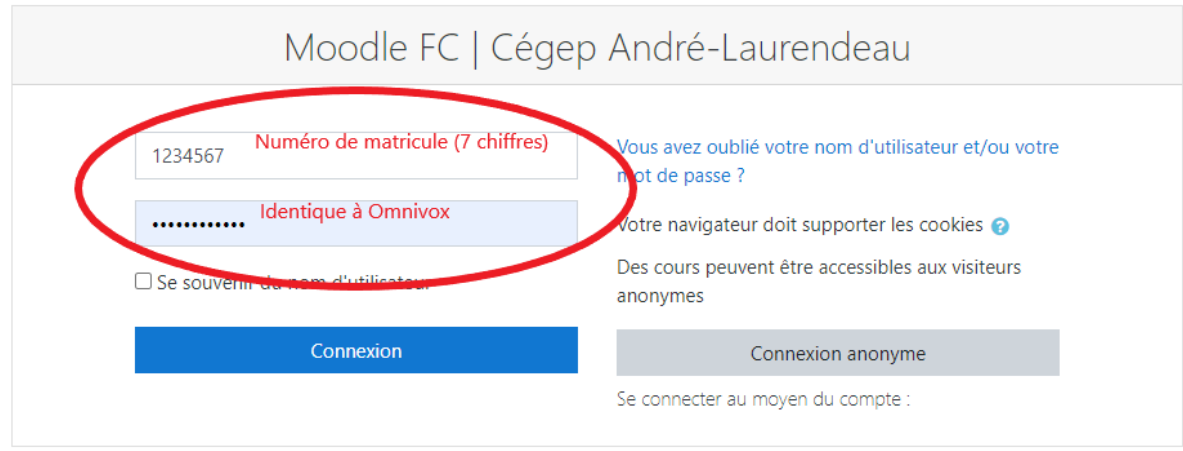 Moodle FC | Cégep André-Laurendeau
1234567
Numéro de matricule (7 chiffres)
••••••••••••
Identique à Omnivox
Se souvenir du nom d'utilisateur
Connexion
Vous avez oublié votre nom d'utilisateur et/ou votre
mot de passe ?
Votre navigateur doit supporter les cookies
Des cours peuvent être accessibles aux visiteurs
anonymes
Connexion anonyme
Se connecter au moyen du compte :